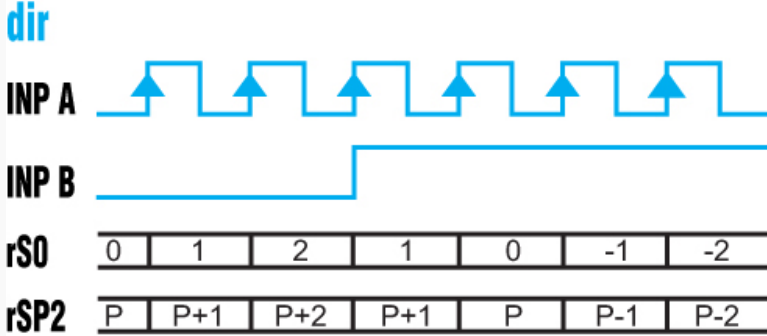 dir
INP A
INP B
rS0 0 1 2 1 0 -1 -2
rSP2 P P+1 P+2 P+1 P P-1 P-2